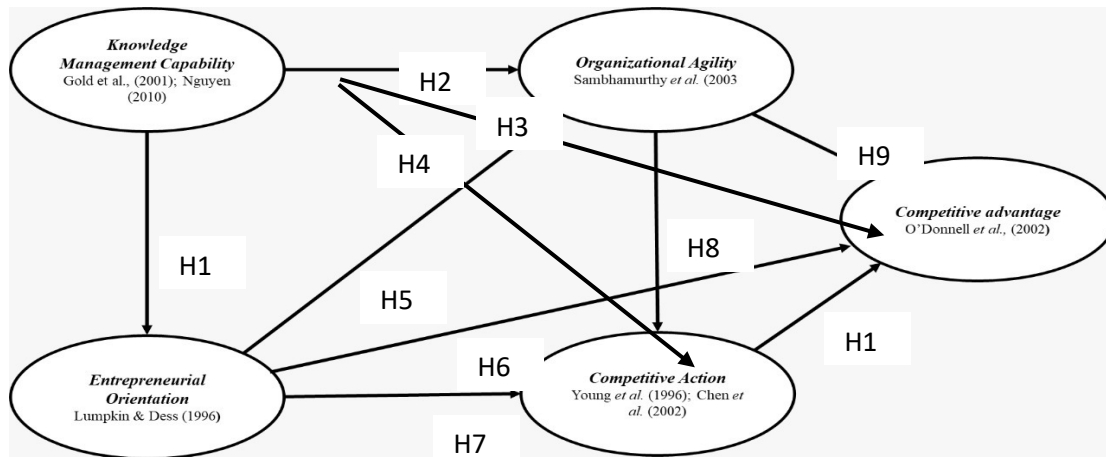 Knowledge
Management Capability
Gold et al., (2001); Nguyen
(2010)
H2
Organizational Agility
Sambhamurthy et al. (2003
H3
H4
H9
Competitive advantage
O'Donnell et al., (2002)
H1
H8
H5
H1
H6
Entrepreneurial
Orientation
Lumpkin & Dess (1996)
Competitive Action
Young et al. (1996); Chen et
al. (2002)
H7